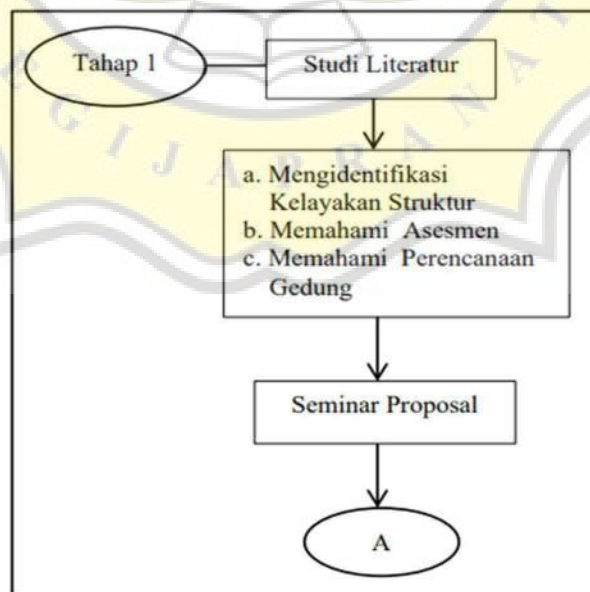 Tahap 1
Studi Literatur
a. Mengidentifikasi
Kelayakan Struktur
b. Memahami Asesmen
c. Memahami Perencanaan
Gedung
Seminar Proposal
A
E G I J A P R A N A T